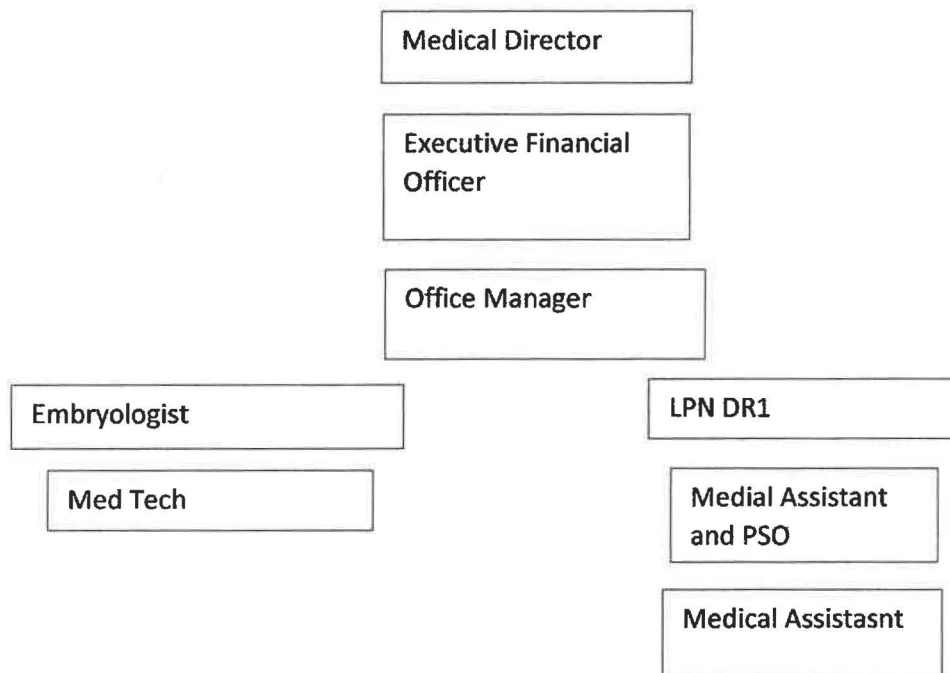 Medical Director
Executive Financial
Officer
Office Manager
Embryologist
LPN DR1
Med Tech
Medial Assistant
and PSO
Medical Assistasnt